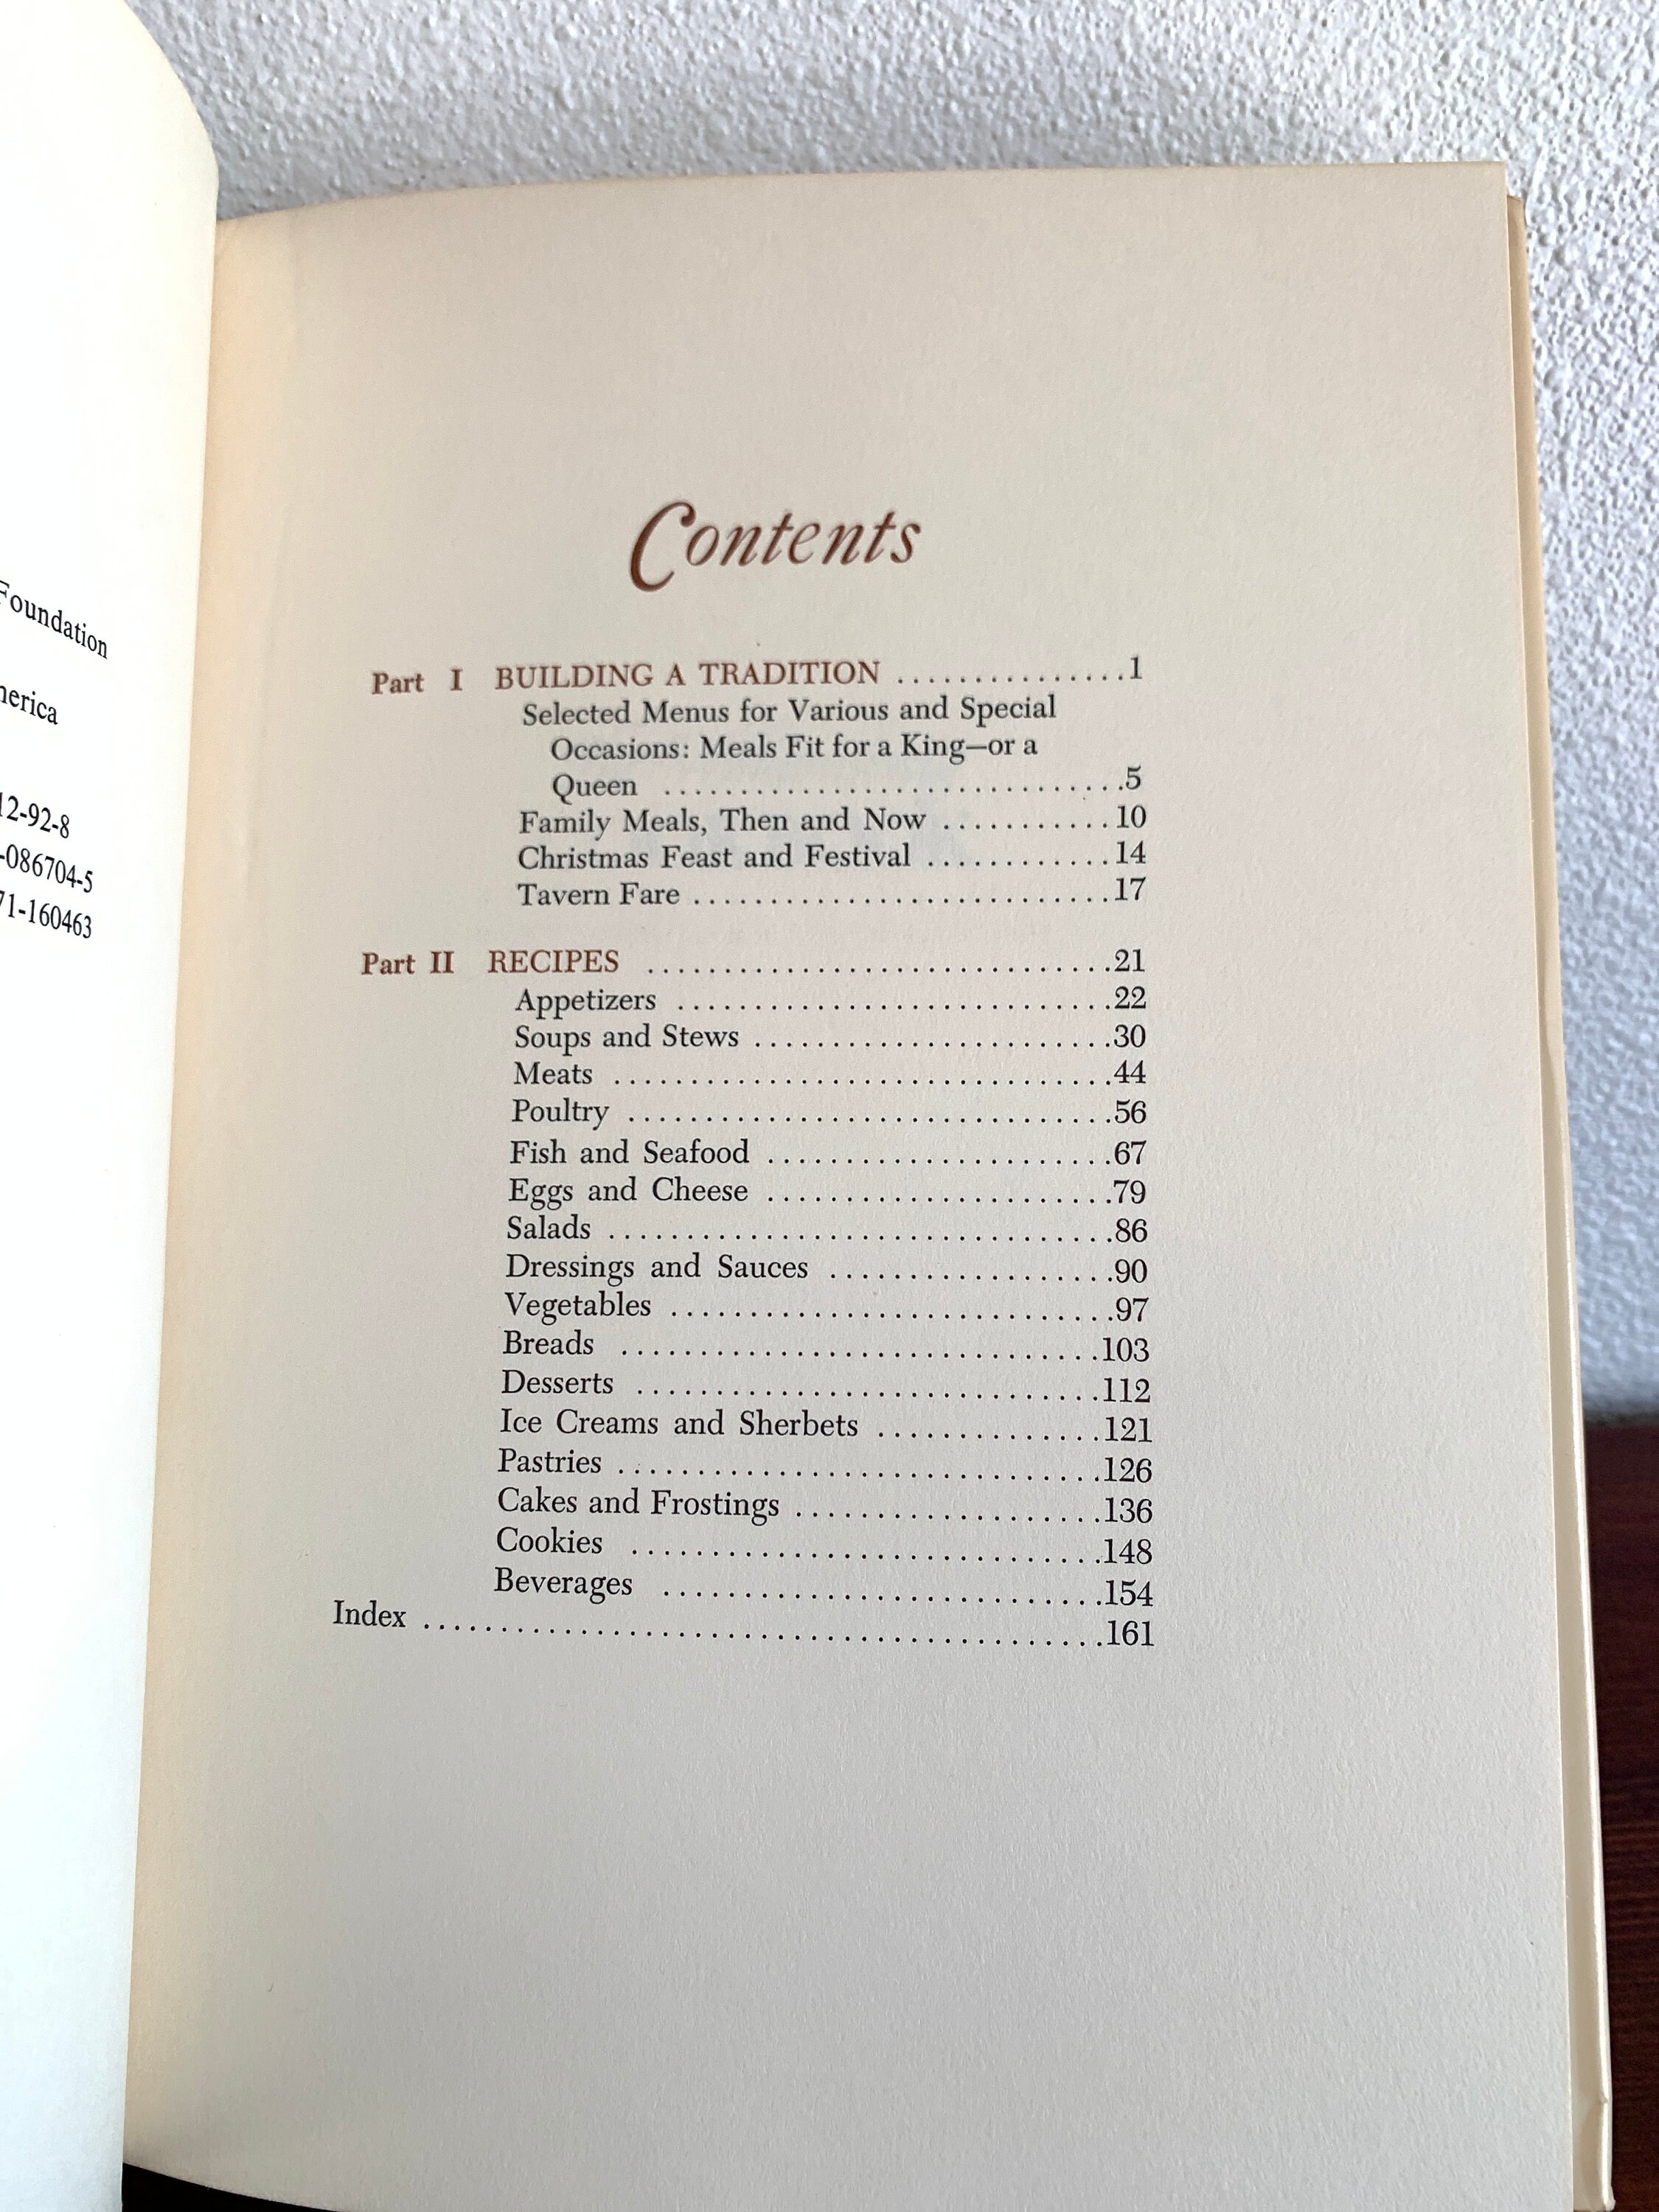 Foundation
12-92-8
-086704-5
71-160463
Contents
Part I BUILDING A TRADITION ...............1
Selected Menus for Various and Special
Occasions: Meals Fit for a King—or a
Queen ..............................5
Family Meals, Then and Now ...........10
Christmas Feast and Festival ............14
Tavern Fare ...........................17
Part II RECIPES ..............................21
Appetizers ............................22
Soups and Stews .......................30
Meats ................................44
Poultry ...............................56
Fish and Seafood ......................67
Eggs and Cheese ......................79
Salads ................................86
Dressings and Sauces ..................90
Vegetables ............................97
Breads ...............................103
Desserts ..............................112
Ice Creams and Sherbets ...............121
Pastries ...............................126
Cakes and Frostings ....................136
Cookies ..............................148
Beverages ............................154
Index ............................................161